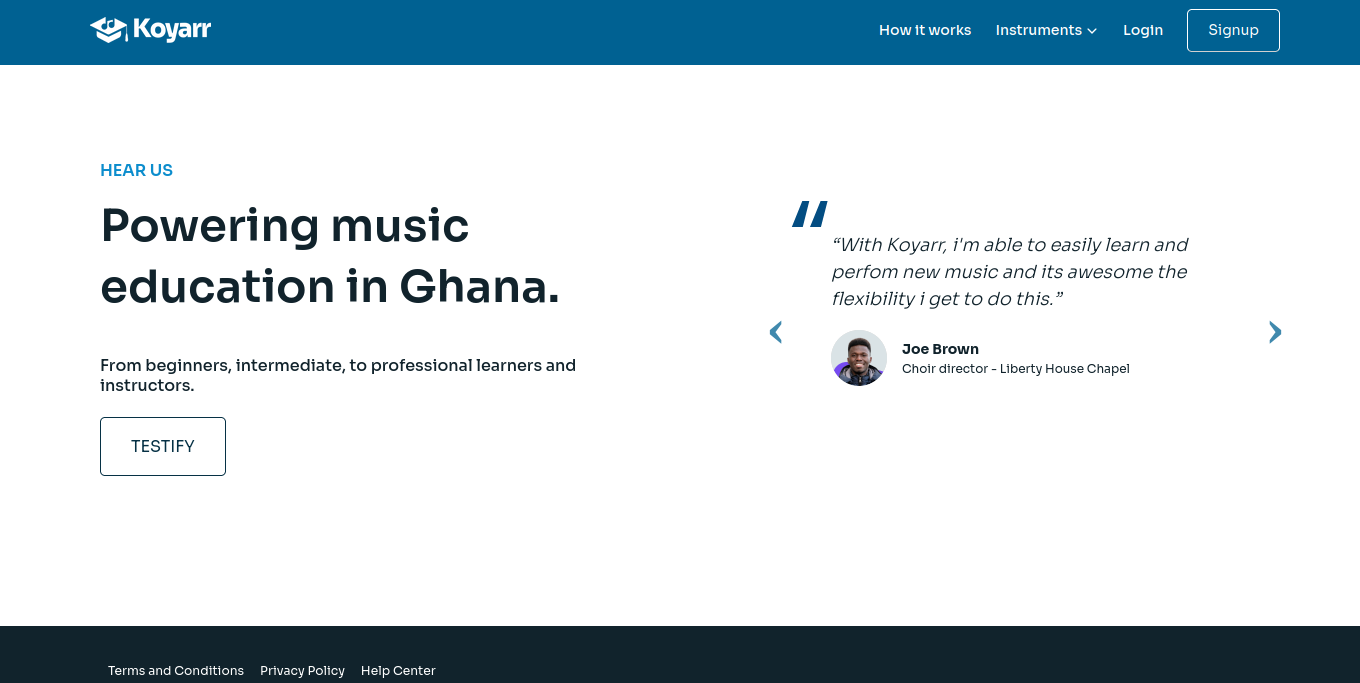 Koyarr
How it works
Instruments
Login
Signup
HEAR US
Powering music
education in Ghana.
From beginners, intermediate, to professional learners and
instructors.
TESTIFY
“With Koyarr, i'm able to easily learn and
perfom new music and its awesome the
flexibility i get to do this.”
Joe Brown
Choir director - Liberty House Chapel
Terms and Conditions
Privacy Policy
Help Center